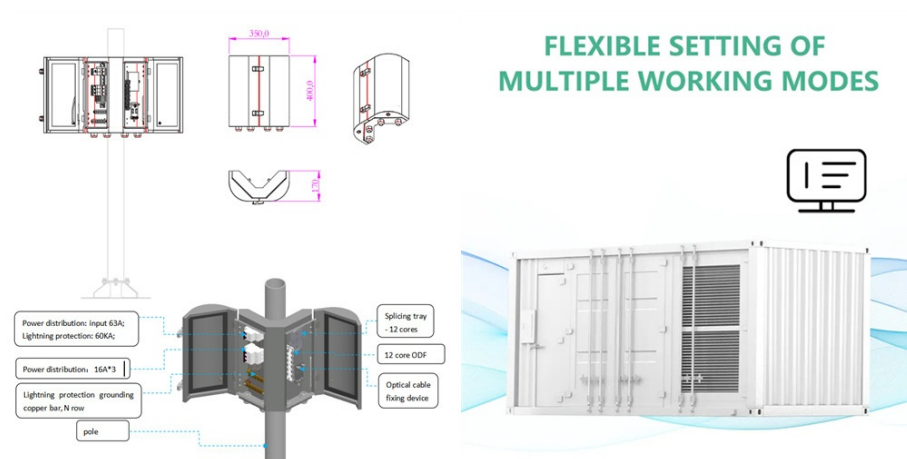 350,0
400,0
170
Power distribution: input 63A;
Lightning protection: 60KA;
Power distribution: 16A*3
Lightning protection grounding
copper bar, N row
pole
Splicing tray
- 12 cores
12 core ODF
Optical cable
fixing device
FLEXIBLE SETTING OF
MULTIPLE WORKING MODES